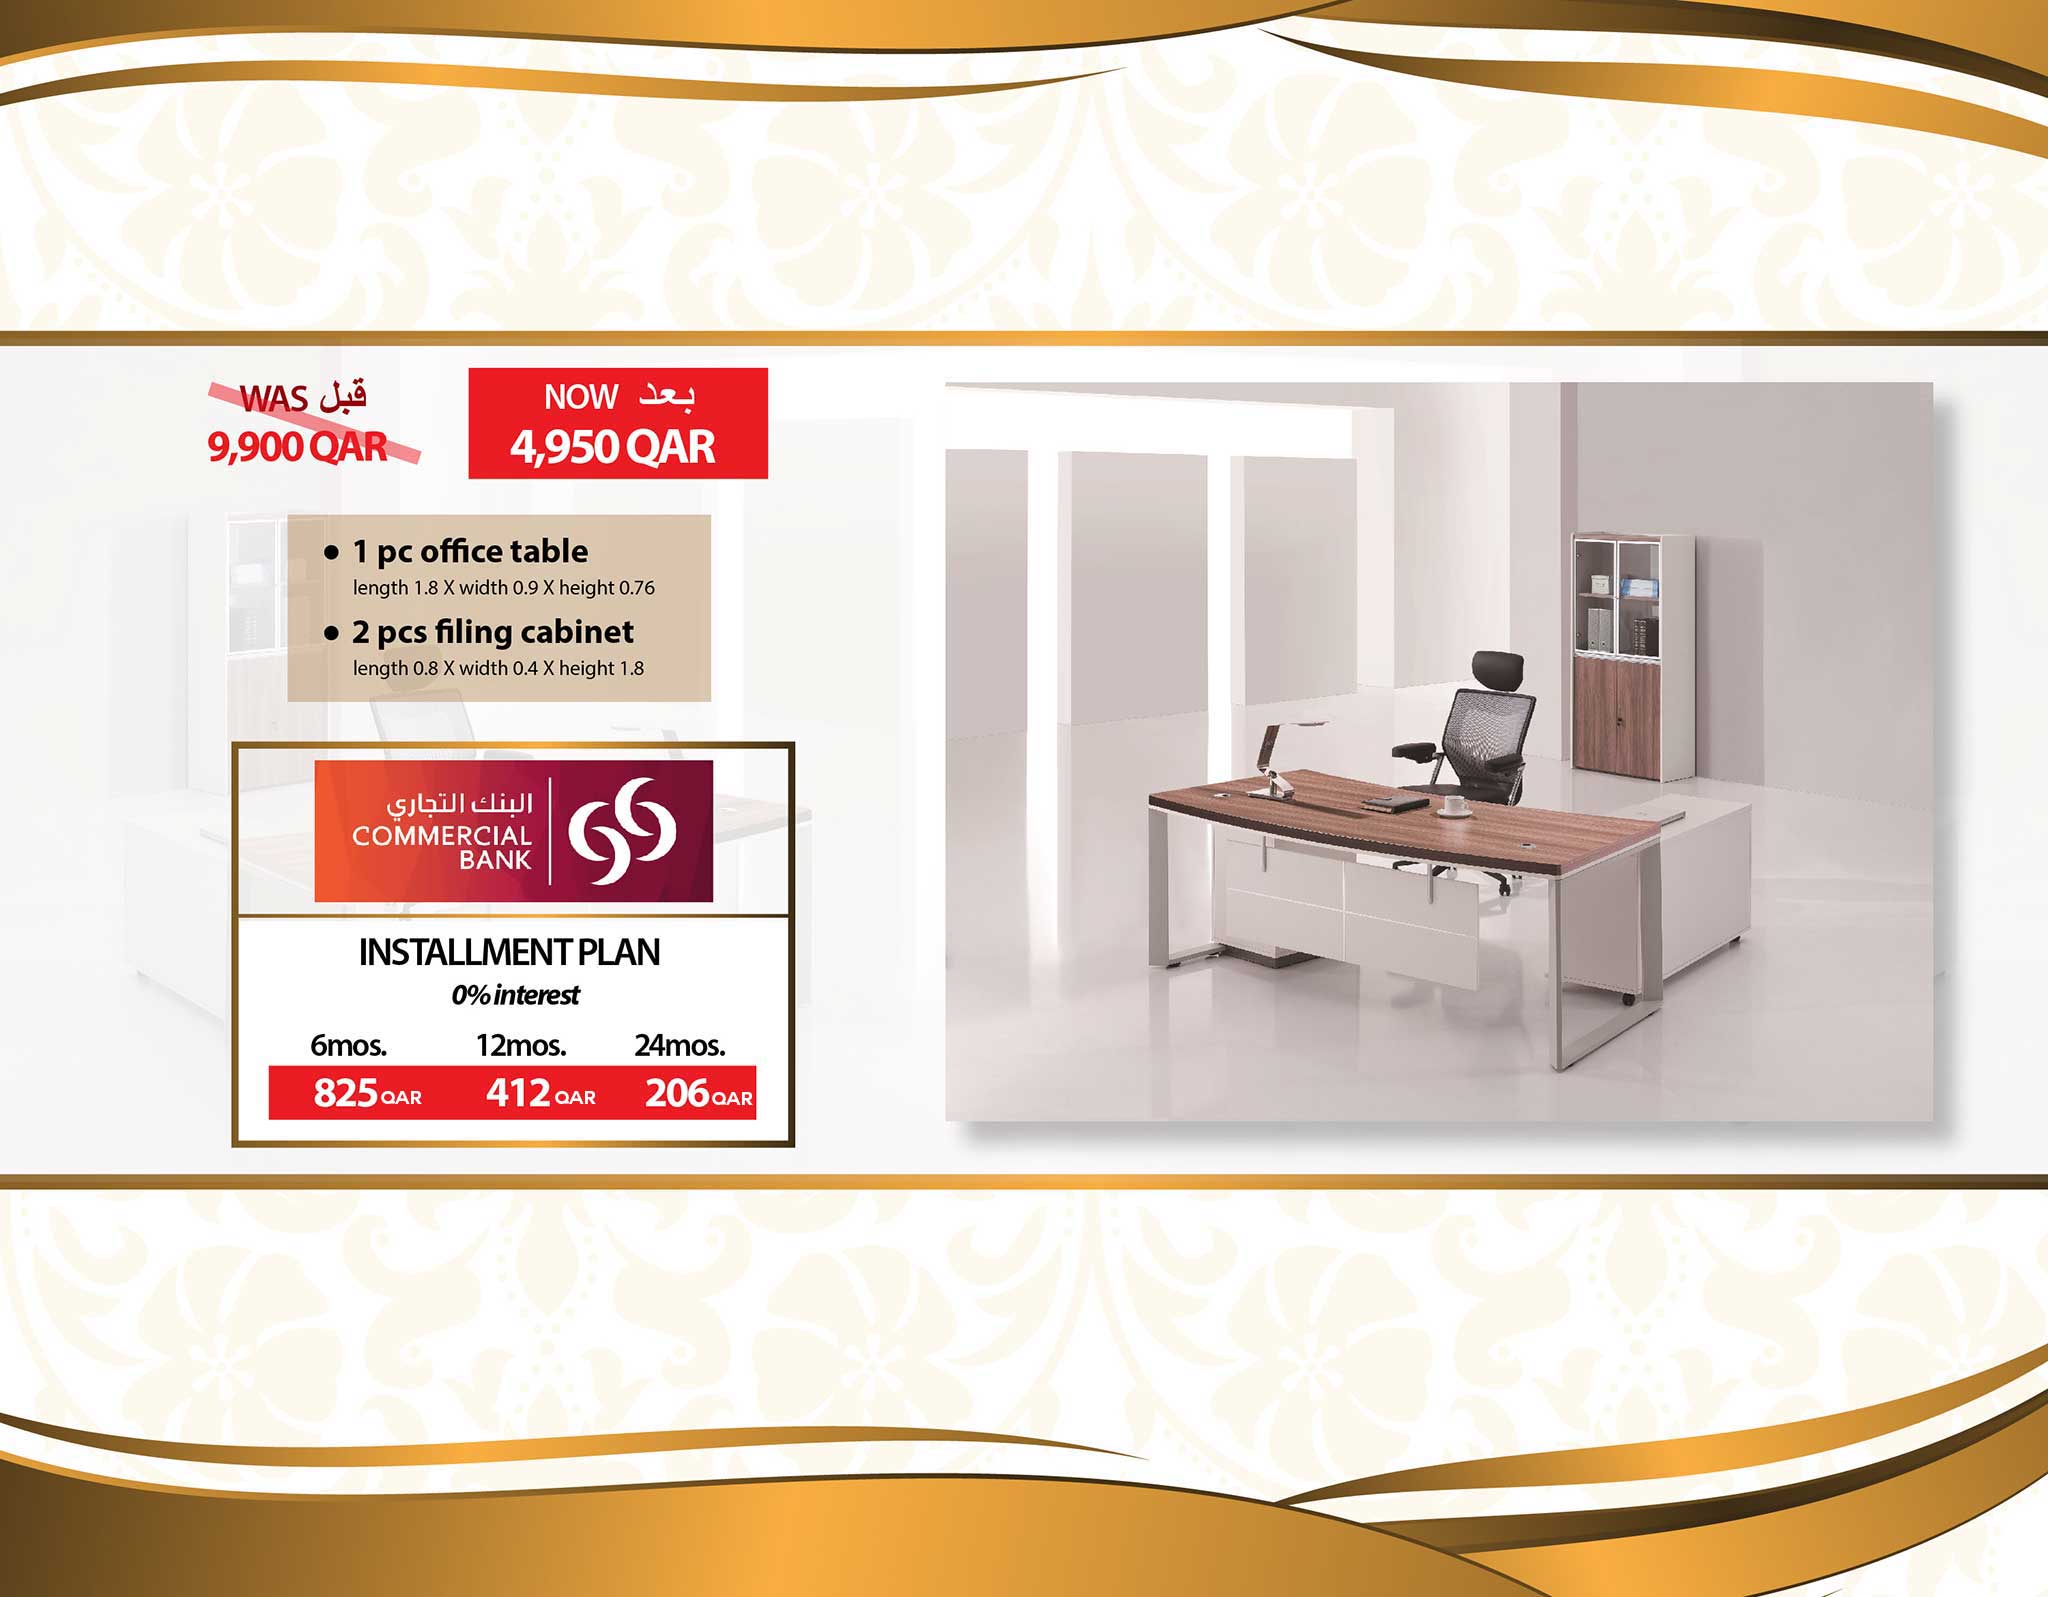 WAS قبل
9,900 QAR
NOW بعد
4,950 QAR
● 1 pc office table
length 1.8 X width 0.9 X height 0.76
● 2 pcs filing cabinet
length 0.8 X width 0.4 X height 1.8
البنك التجاري
COMMERCIAL
BANK
INSTALLMENT PLAN
0% interest
6mos. 12mos. 24mos.
825 QAR 412 QAR 206 QAR